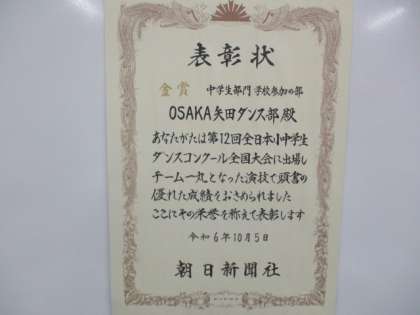 表彰状
金賞 中学生部門 学校参加の部
OSAKA矢田ダンス部 殿
あなたがたは第12回全日本小中学生
ダンスコンクール全国大会に出場し
チーム一丸となった演技で頭書の
優れた成績をおさめられました
ここにその栄誉を称えて表彰します
令和6年10月5日
朝日新聞社